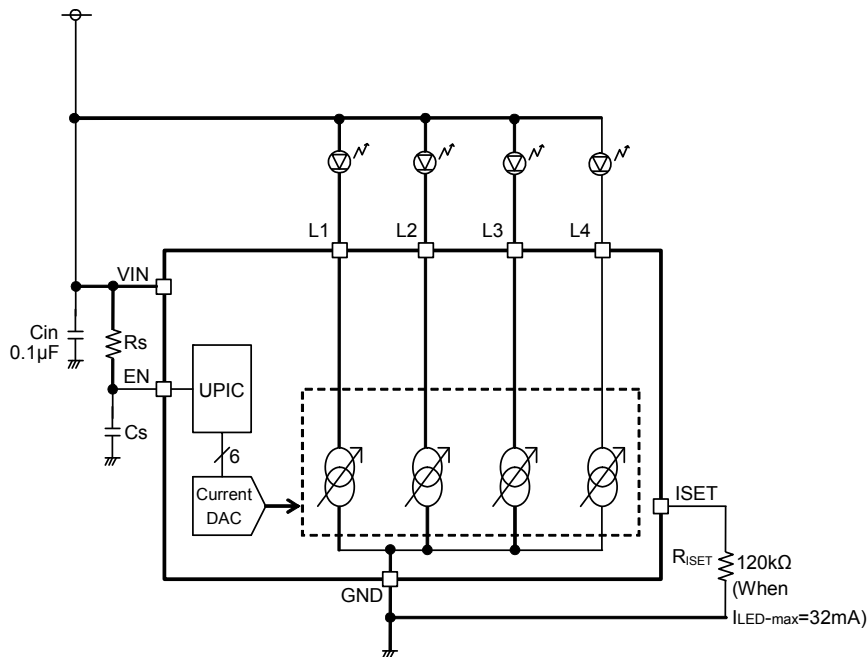 L1
L2
L3
L4
VIN
Cin
0.1µF
Rs
EN
UPIC
Cs
6
Current
DAC
ISET
RISET
120kΩ
(When
ILED-max=32mA)
GND